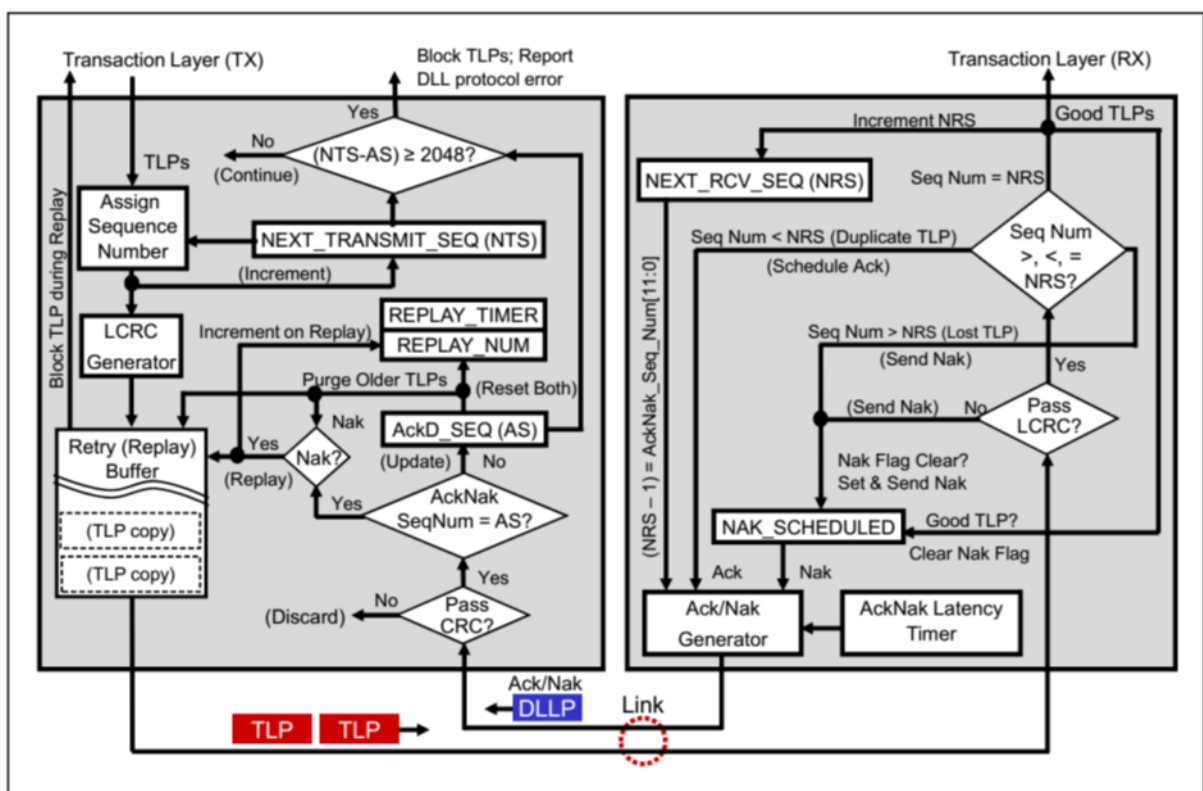 Transaction Layer (TX)
Block TLPs; Report
DLL protocol error
Transaction Layer (RX)
Yes
No
(Continue)
(NTS-AS) ≥ 2048?
TLPs
Assign
Sequence
Number
NEXT_TRANSMIT_SEQ (NTS)
(Increment)
Block TLP during Replay
LCRC
Generator
Increment on Replay)
REPLAY_TIMER
REPLAY_NUM
Purge Older TLPs
(Reset Both)
Retry (Replay)
Buffer
Yes
(Replay)
Nak
Nak?
AckD_SEQ (AS)
(Update)
No
Yes
AckNak
SeqNum = AS?
(TLP copy)
(TLP copy)
Yes
(Discard)
No
Pass
CRC?
Increment NRS
Good TLPs
NEXT_RCV_SEQ (NRS)
Seq Num = NRS
Seq Num < NRS (Duplicate TLP)
(Schedule Ack)
Seq Num
>, <, =
NRS?
(NRS – 1) = AckNak_Seq_Num[11:0]
Seq Num > NRS (Lost TLP)
(Send Nak)
Yes
(Send Nak)
No
Pass
LCRC?
Nak Flag Clear?
Set & Send Nak
NAK_SCHEDULED
Good TLP?
Clear Nak Flag
Ack
Nak
Ack/Nak
Generator
AckNak Latency
Timer
Ack/Nak
DLLP
Link
TLP
TLP